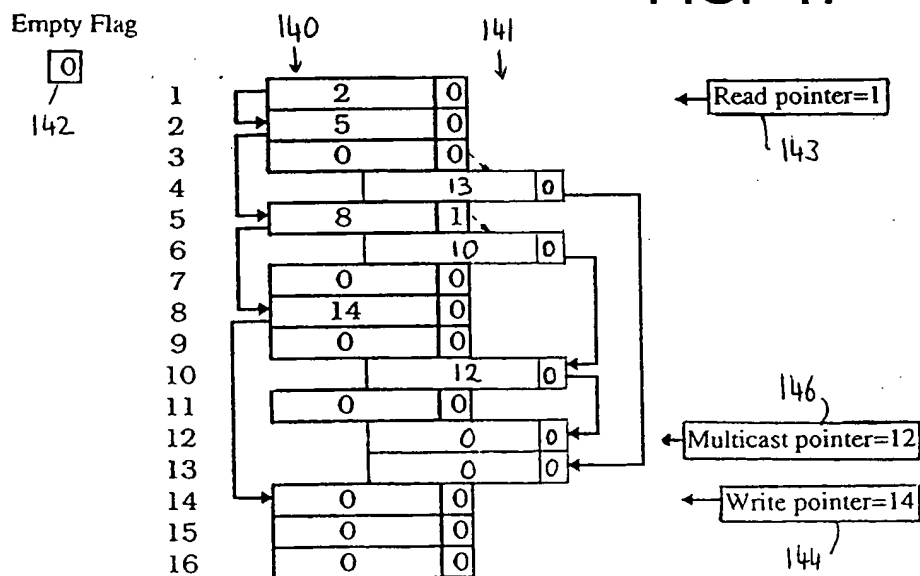 Empty Flag
0
142
140
141
1 2 0
2 5 0
3 0 0
4 13 0
5 8 1
6 10 0
7 0 0
8 14 0
9 0 0
10 12 0
11 0 0
12 0 0
13 0 0
14 0 0
15 0 0
16 0 0
Read pointer=1
143
146
Multicast pointer=12
Write pointer=14
144